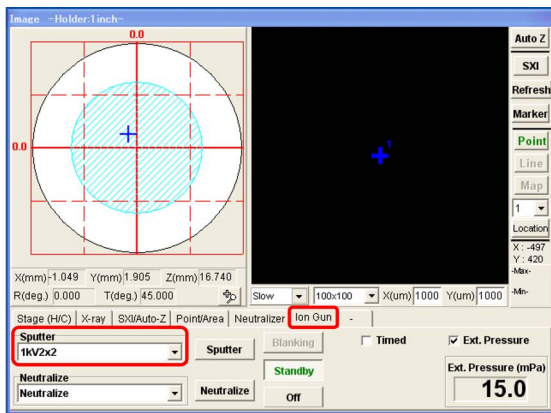 Image -Holder:1inch-
0.0
0.0
Auto Z
SXI
Refresh
Marker
Point
Line
Map
1
Location
X : -497
Y : 420
-Max-
-Min-
1
X(mm) -1.049 Y(mm) 1.905 Z(mm) 16.740
R(deg.) 0.000 T(deg.) 45.000
Slow 100x100 X(um) 1000 Y(um) 1000
Stage (H/C) X-ray SXI/Auto-Z Point/Area Neutralizer Ion Gun -
Sputter
1kV2x2
Sputter
Blanking
Timed
Ext. Pressure
Standby
Neutralize
Neutralize
Neutralize
Off
Ext. Pressure (mPa)
15.0